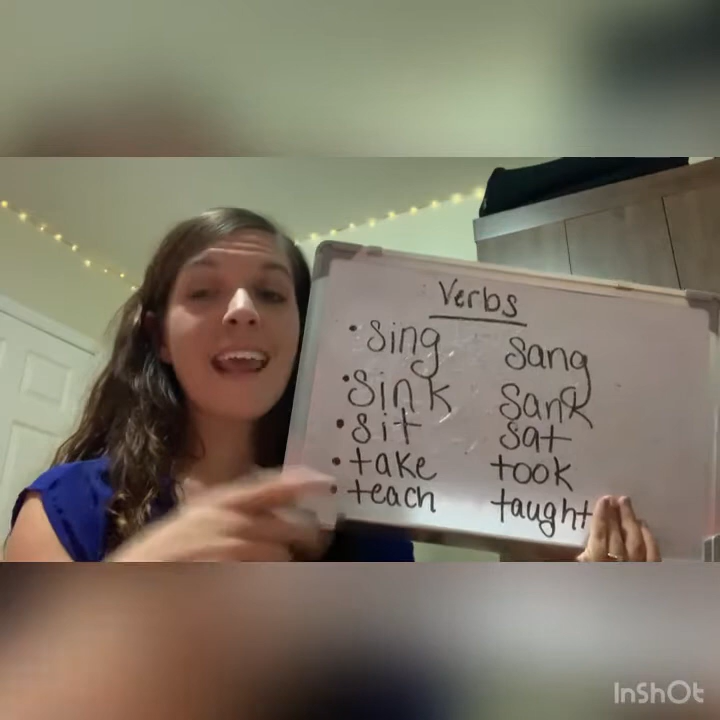 Verbs
• sing sang
• sink sank
• sit sat
• take took
• teach taught
InShOt